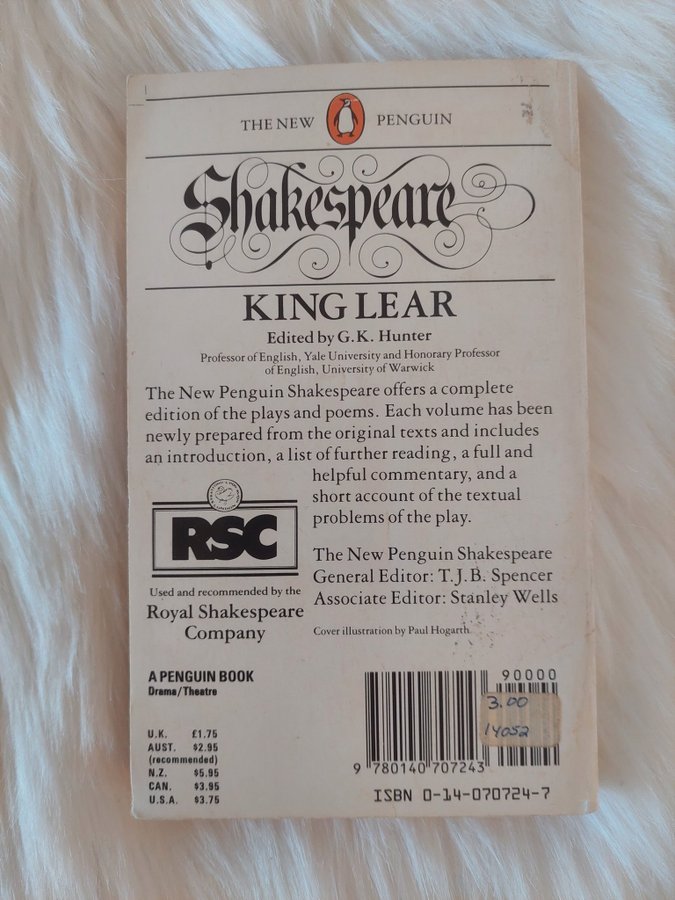 THE NEW PENGUIN
Shakespeare
KING LEAR
Edited by G.K. Hunter
Professor of English, Yale University and Honorary Professor
of English, University of Warwick
The New Penguin Shakespeare offers a complete
edition of the plays and poems. Each volume has been
newly prepared from the original texts and includes
an introduction, a list of further reading, a full and
helpful commentary, and a
short account of the textual
problems of the play.
RSC
Used and recommended by the
Royal Shakespeare
Company
The New Penguin Shakespeare
General Editor: T.J.B. Spencer
Associate Editor: Stanley Wells
Cover illustration by Paul Hogarth
A PENGUIN BOOK
Drama/Theatre
U.K. £1.75
AUST. $2.95
(recommended)
N.Z. $5.95
CAN. $3.95
U.S.A. $3.75
90000
3.00
14052
9 780140 707243
ISBN 0-14-070724-7